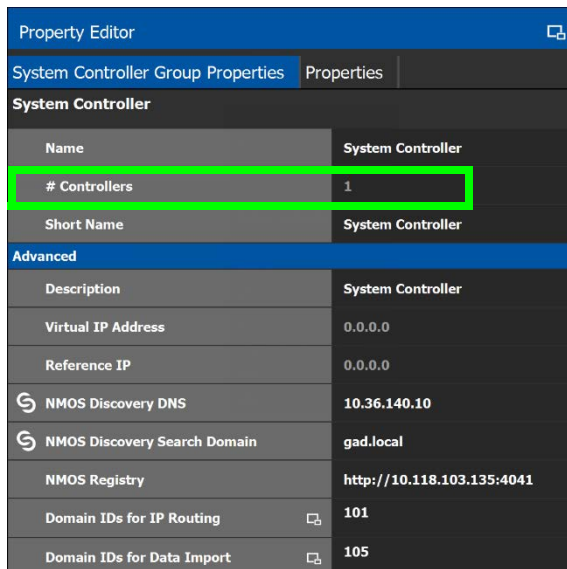 Property Editor
System Controller Group Properties Properties
System Controller
Name System Controller
# Controllers 1
Short Name System Controller
Advanced
Description System Controller
Virtual IP Address 0.0.0.0
Reference IP 0.0.0.0
NMOS Discovery DNS 10.36.140.10
NMOS Discovery Search Domain gad.local
NMOS Registry http://10.118.103.135:4041
Domain IDs for IP Routing 101
Domain IDs for Data Import 105